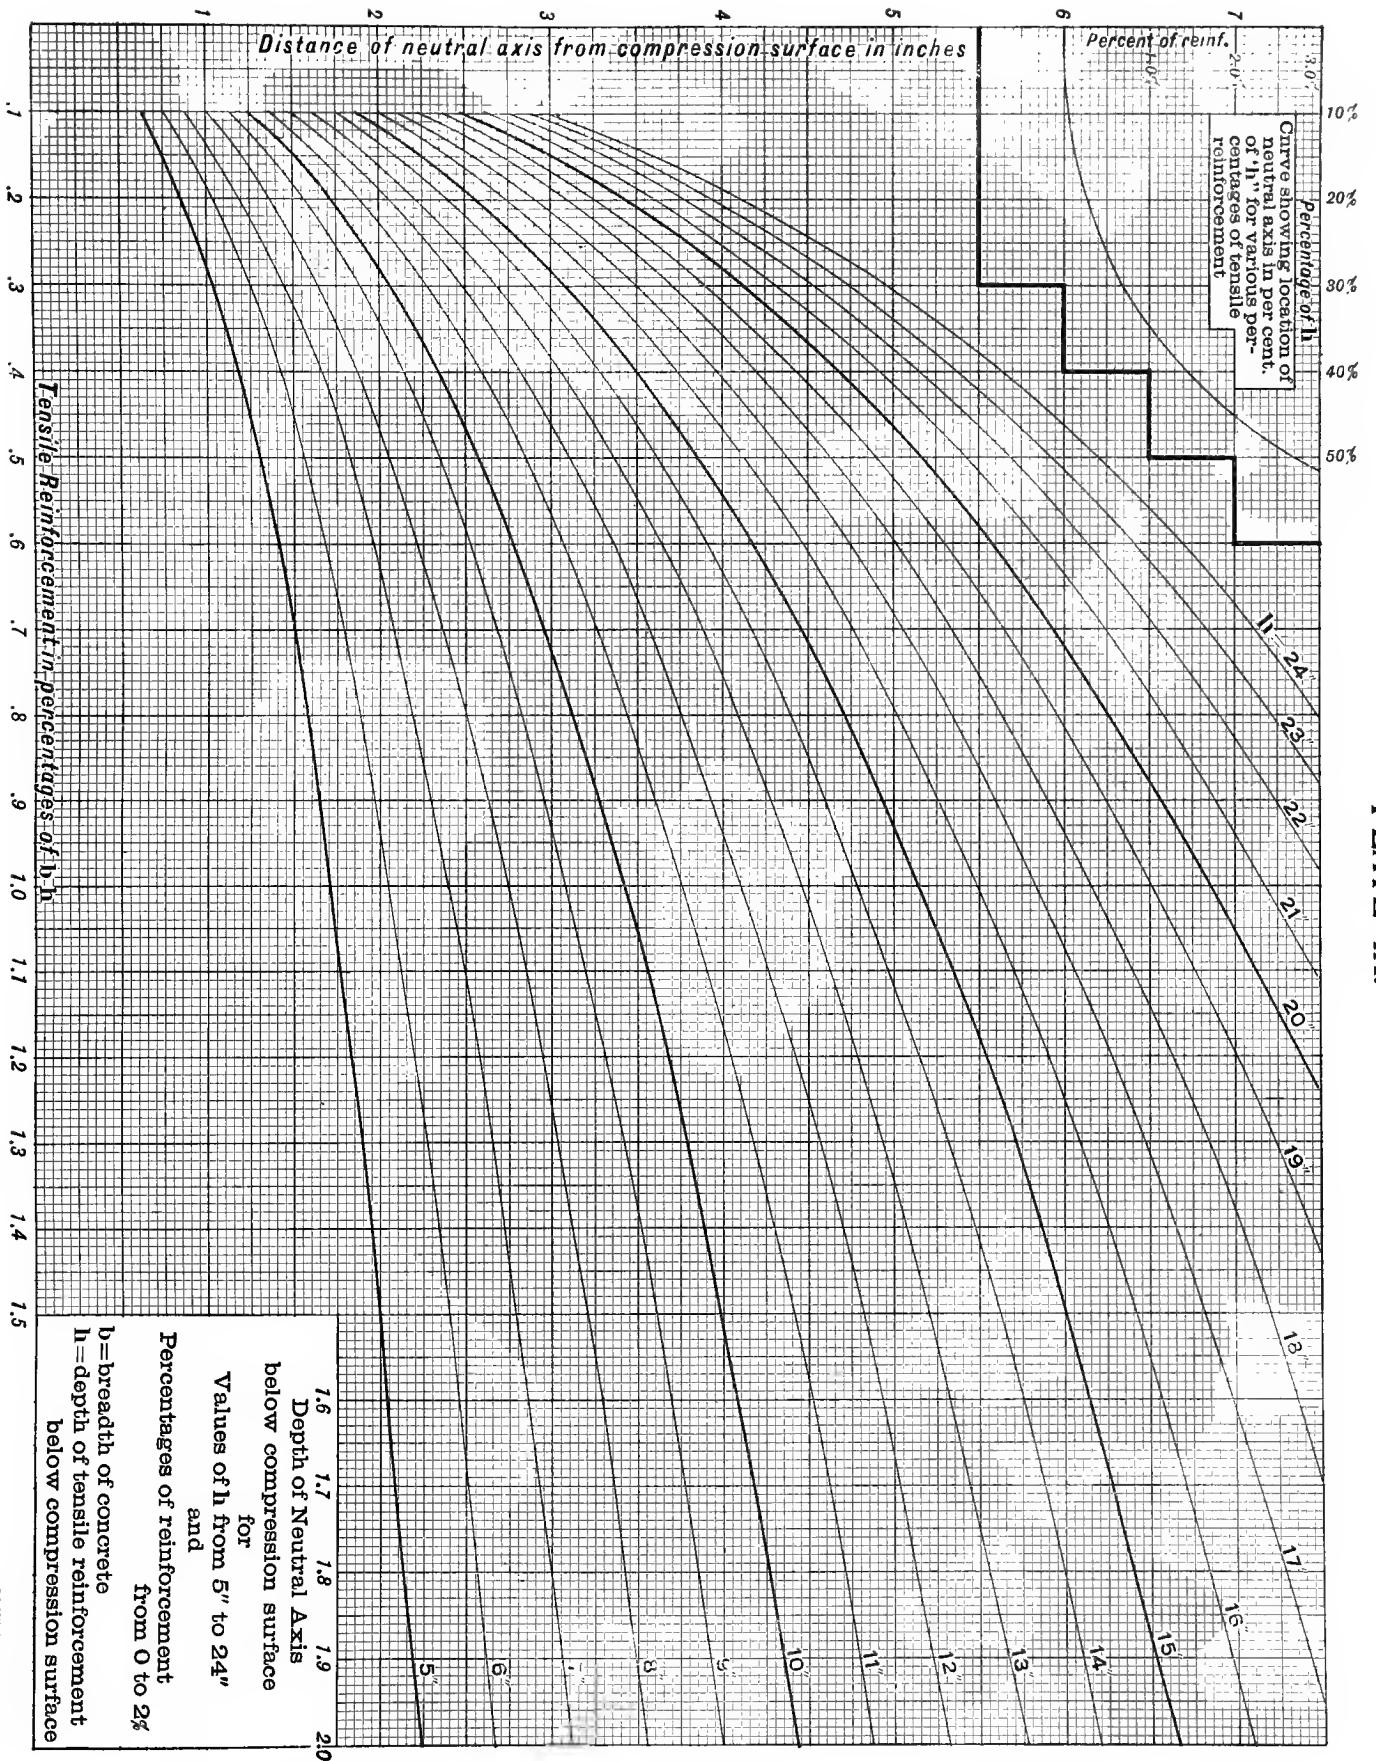 Distance of neutral axis from compression surface in inches
1
2
3
4
5
6
7
Percent of reinf.
1.0
2.0
3.0
Percentage of h
10%
20%
30%
40%
50%
Curve showing location of
neutral axis in per cent.
of "h" for various per-
centages of tensile
reinforcement
h = 24"
23"
22"
21"
20"
19"
18"
17"
16"
15"
14"
13"
12"
11"
10"
9"
8"
6"
5"
.1
.2
.3
.4
.5
.6
.7
.8
.9
1.0
1.1
1.2
1.3
1.4
1.5
1.6
1.7
1.8
1.9
2.0
Tensile Reinforcement in percentages of b h
Depth of Neutral Axis
below compression surface
for
Values of h from 5" to 24"
and
Percentages of reinforcement
from 0 to 2%
b=breadth of concrete
h=depth of tensile reinforcement
below compression surface